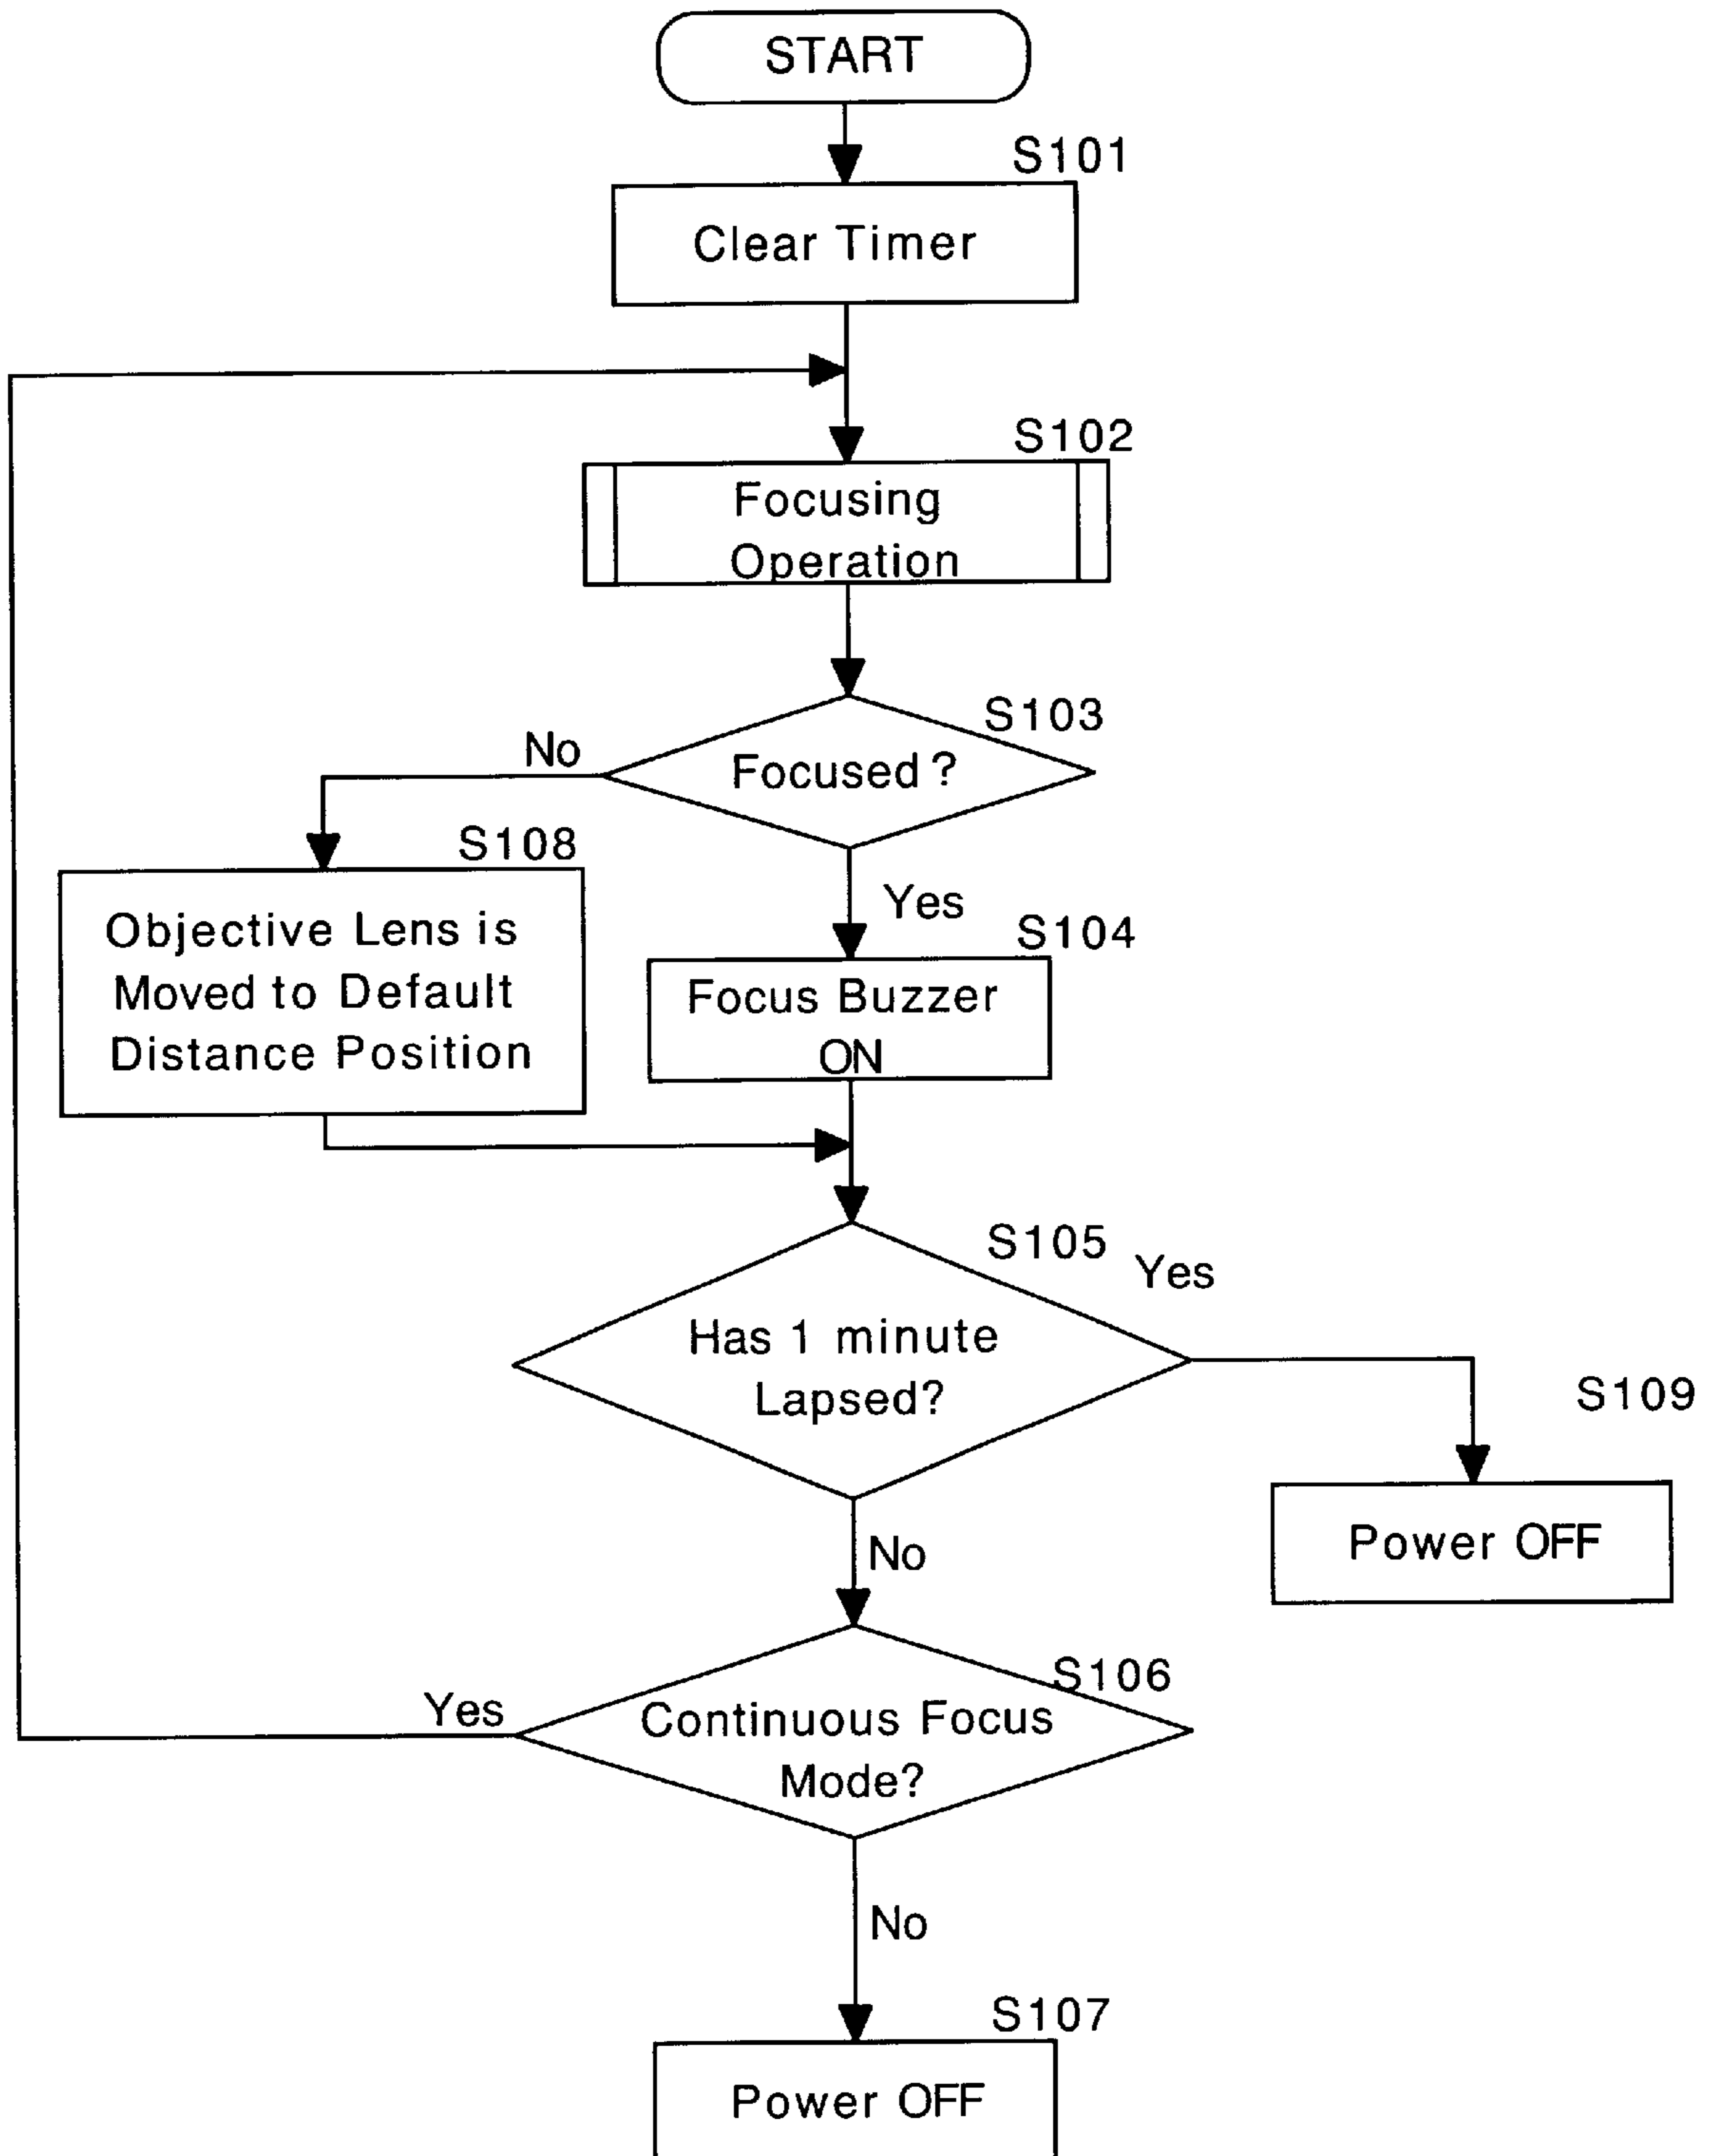 START
S101
Clear Timer
S102
Focusing
Operation
S103
No
Focused ?
S108
Yes
Objective Lens is
Moved to Default
Distance Position
S104
Focus Buzzer
ON
S105
Yes
Has 1 minute
Lapsed?
S109
Power OFF
No
S106
Yes
Continuous Focus
Mode?
No
S107
Power OFF